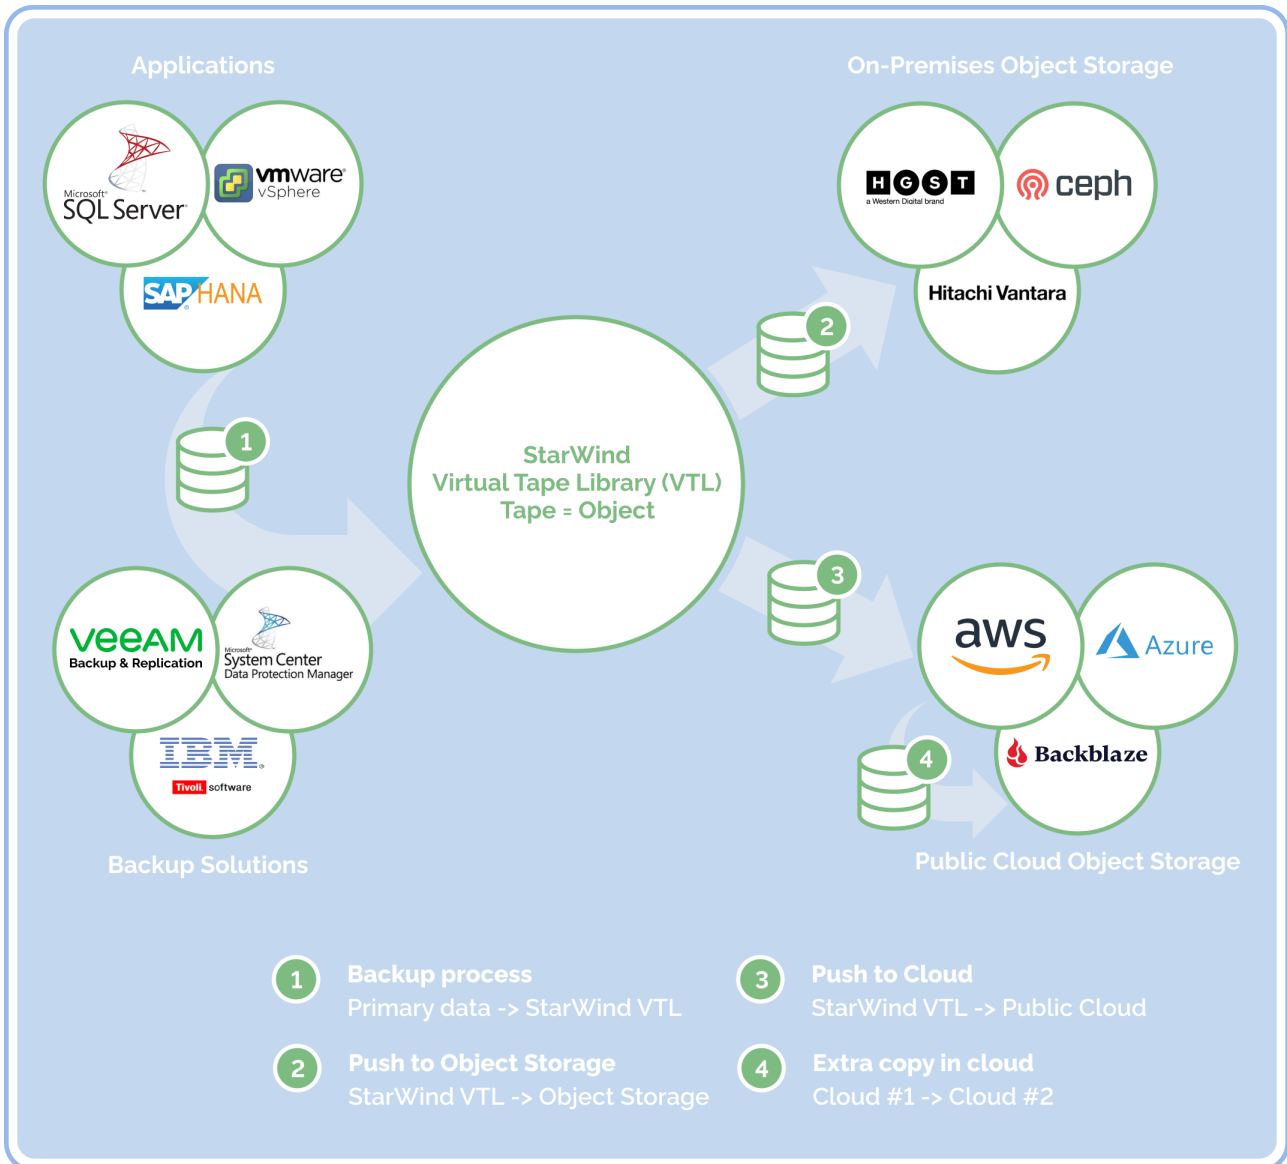 Applications
On-Premises Object Storage
Microsoft®
SQL Server®
vmware®
vSphere
SAP HANA
®
HGST
a Western Digital brand
ceph
Hitachi Vantara
1
2
StarWind
Virtual Tape Library (VTL)
Tape = Object
3
veeAM
Backup & Replication
Microsoft®
System Center
Data Protection Manager
IBM®
Tivoli. software
aws
Azure
Backblaze
4
Backup Solutions
Public Cloud Object Storage
1
Backup process
Primary data -> StarWind VTL
2
Push to Object Storage
StarWind VTL -> Object Storage
3
Push to Cloud
StarWind VTL -> Public Cloud
4
Extra copy in cloud
Cloud #1 -> Cloud #2